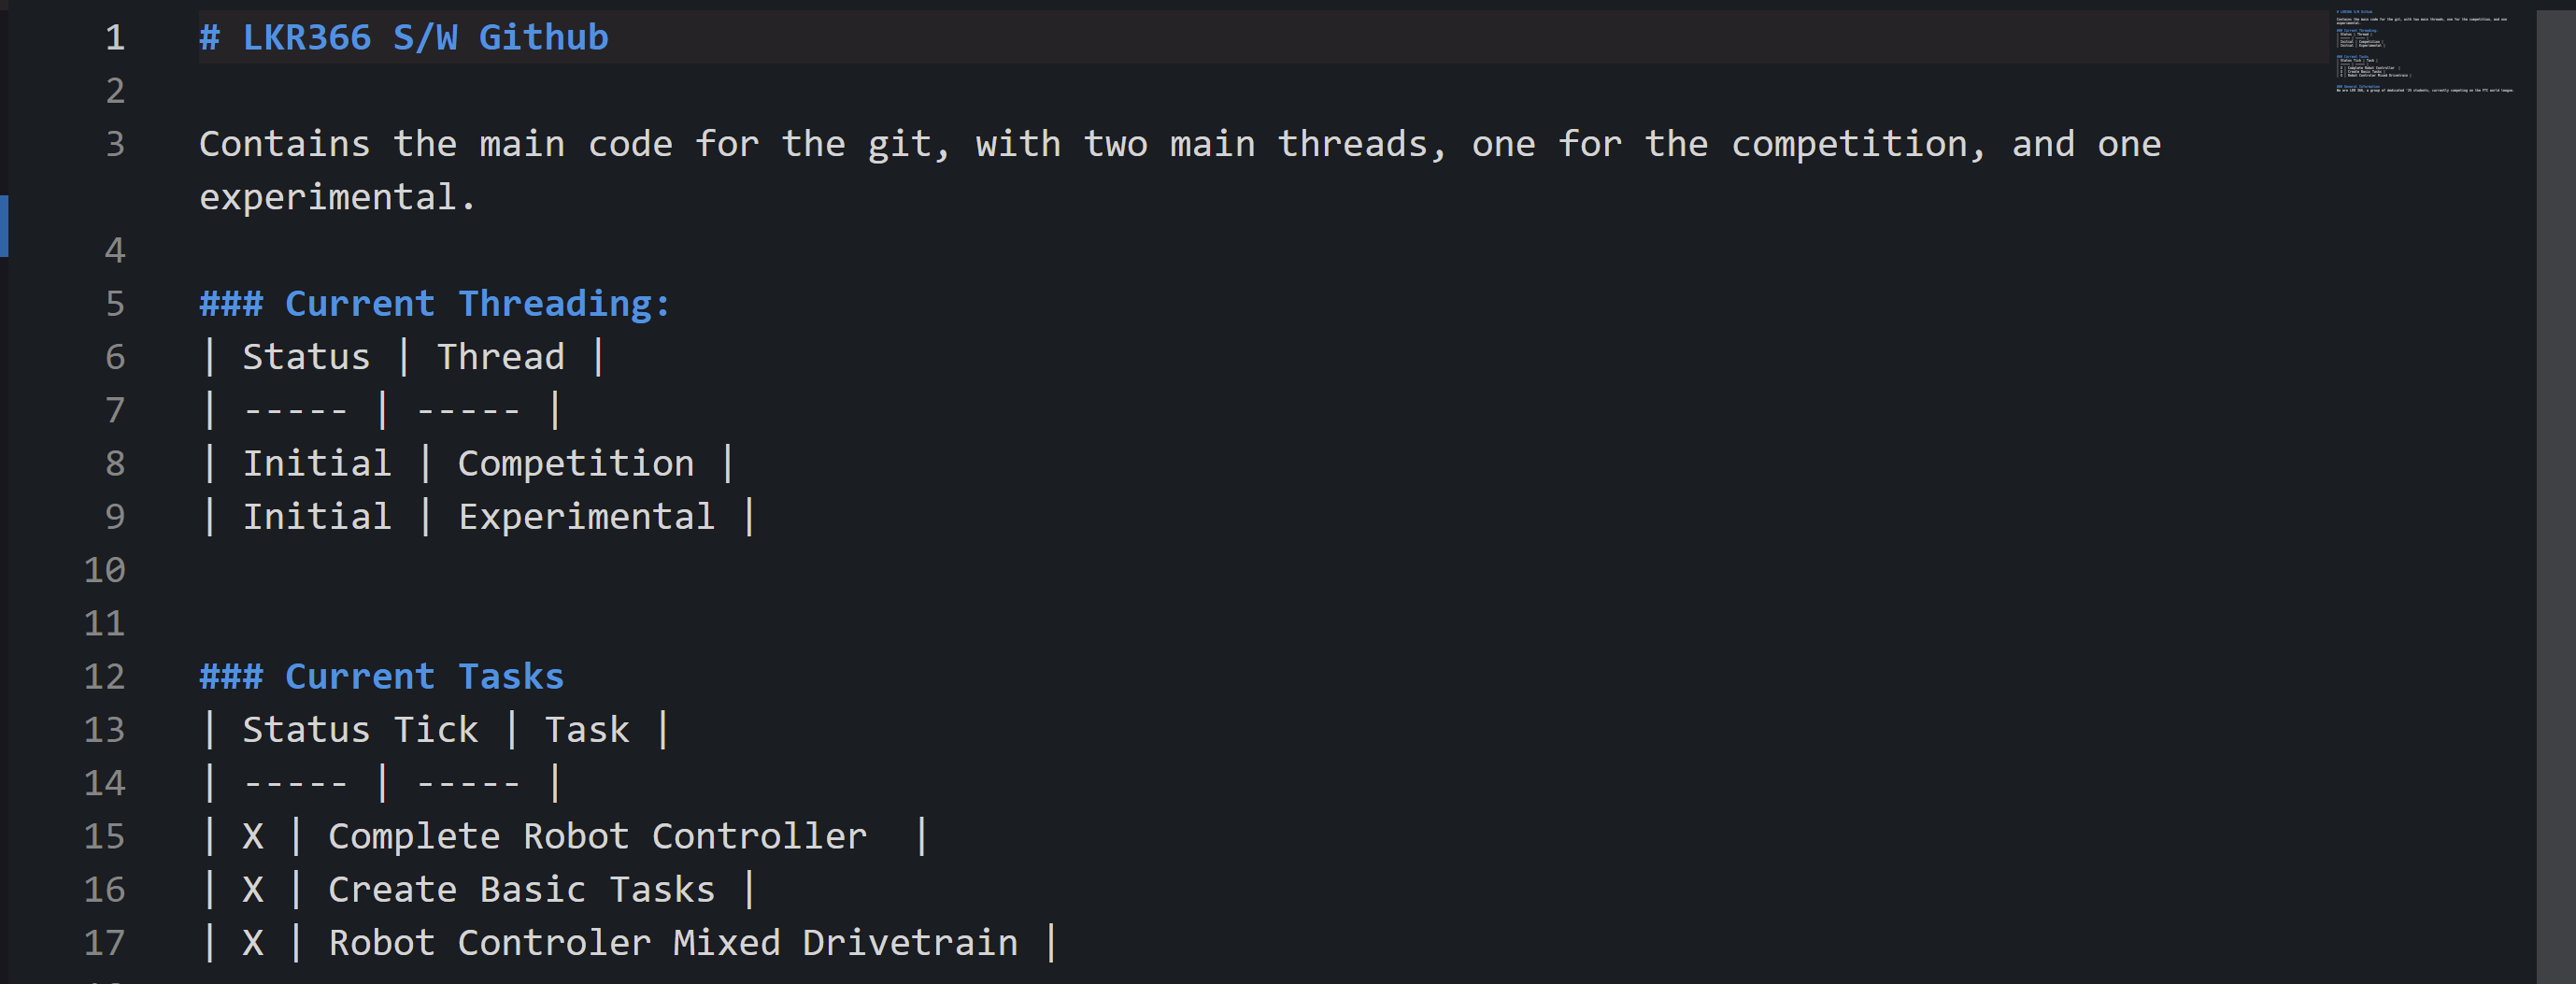 1 # LKR366 S/W Github
2
3 Contains the main code for the git, with two main threads, one for the competition, and one
experimental.
4
5 ### Current Threading:
6 | Status | Thread |
7 | ----- | ----- |
8 | Initial | Competition |
9 | Initial | Experimental |
10
11
12 ### Current Tasks
13 | Status Tick | Task |
14 | ----- | ----- |
15 | X | Complete Robot Controller  |
16 | X | Create Basic Tasks |
17 | X | Robot Controler Mixed Drivetrain |